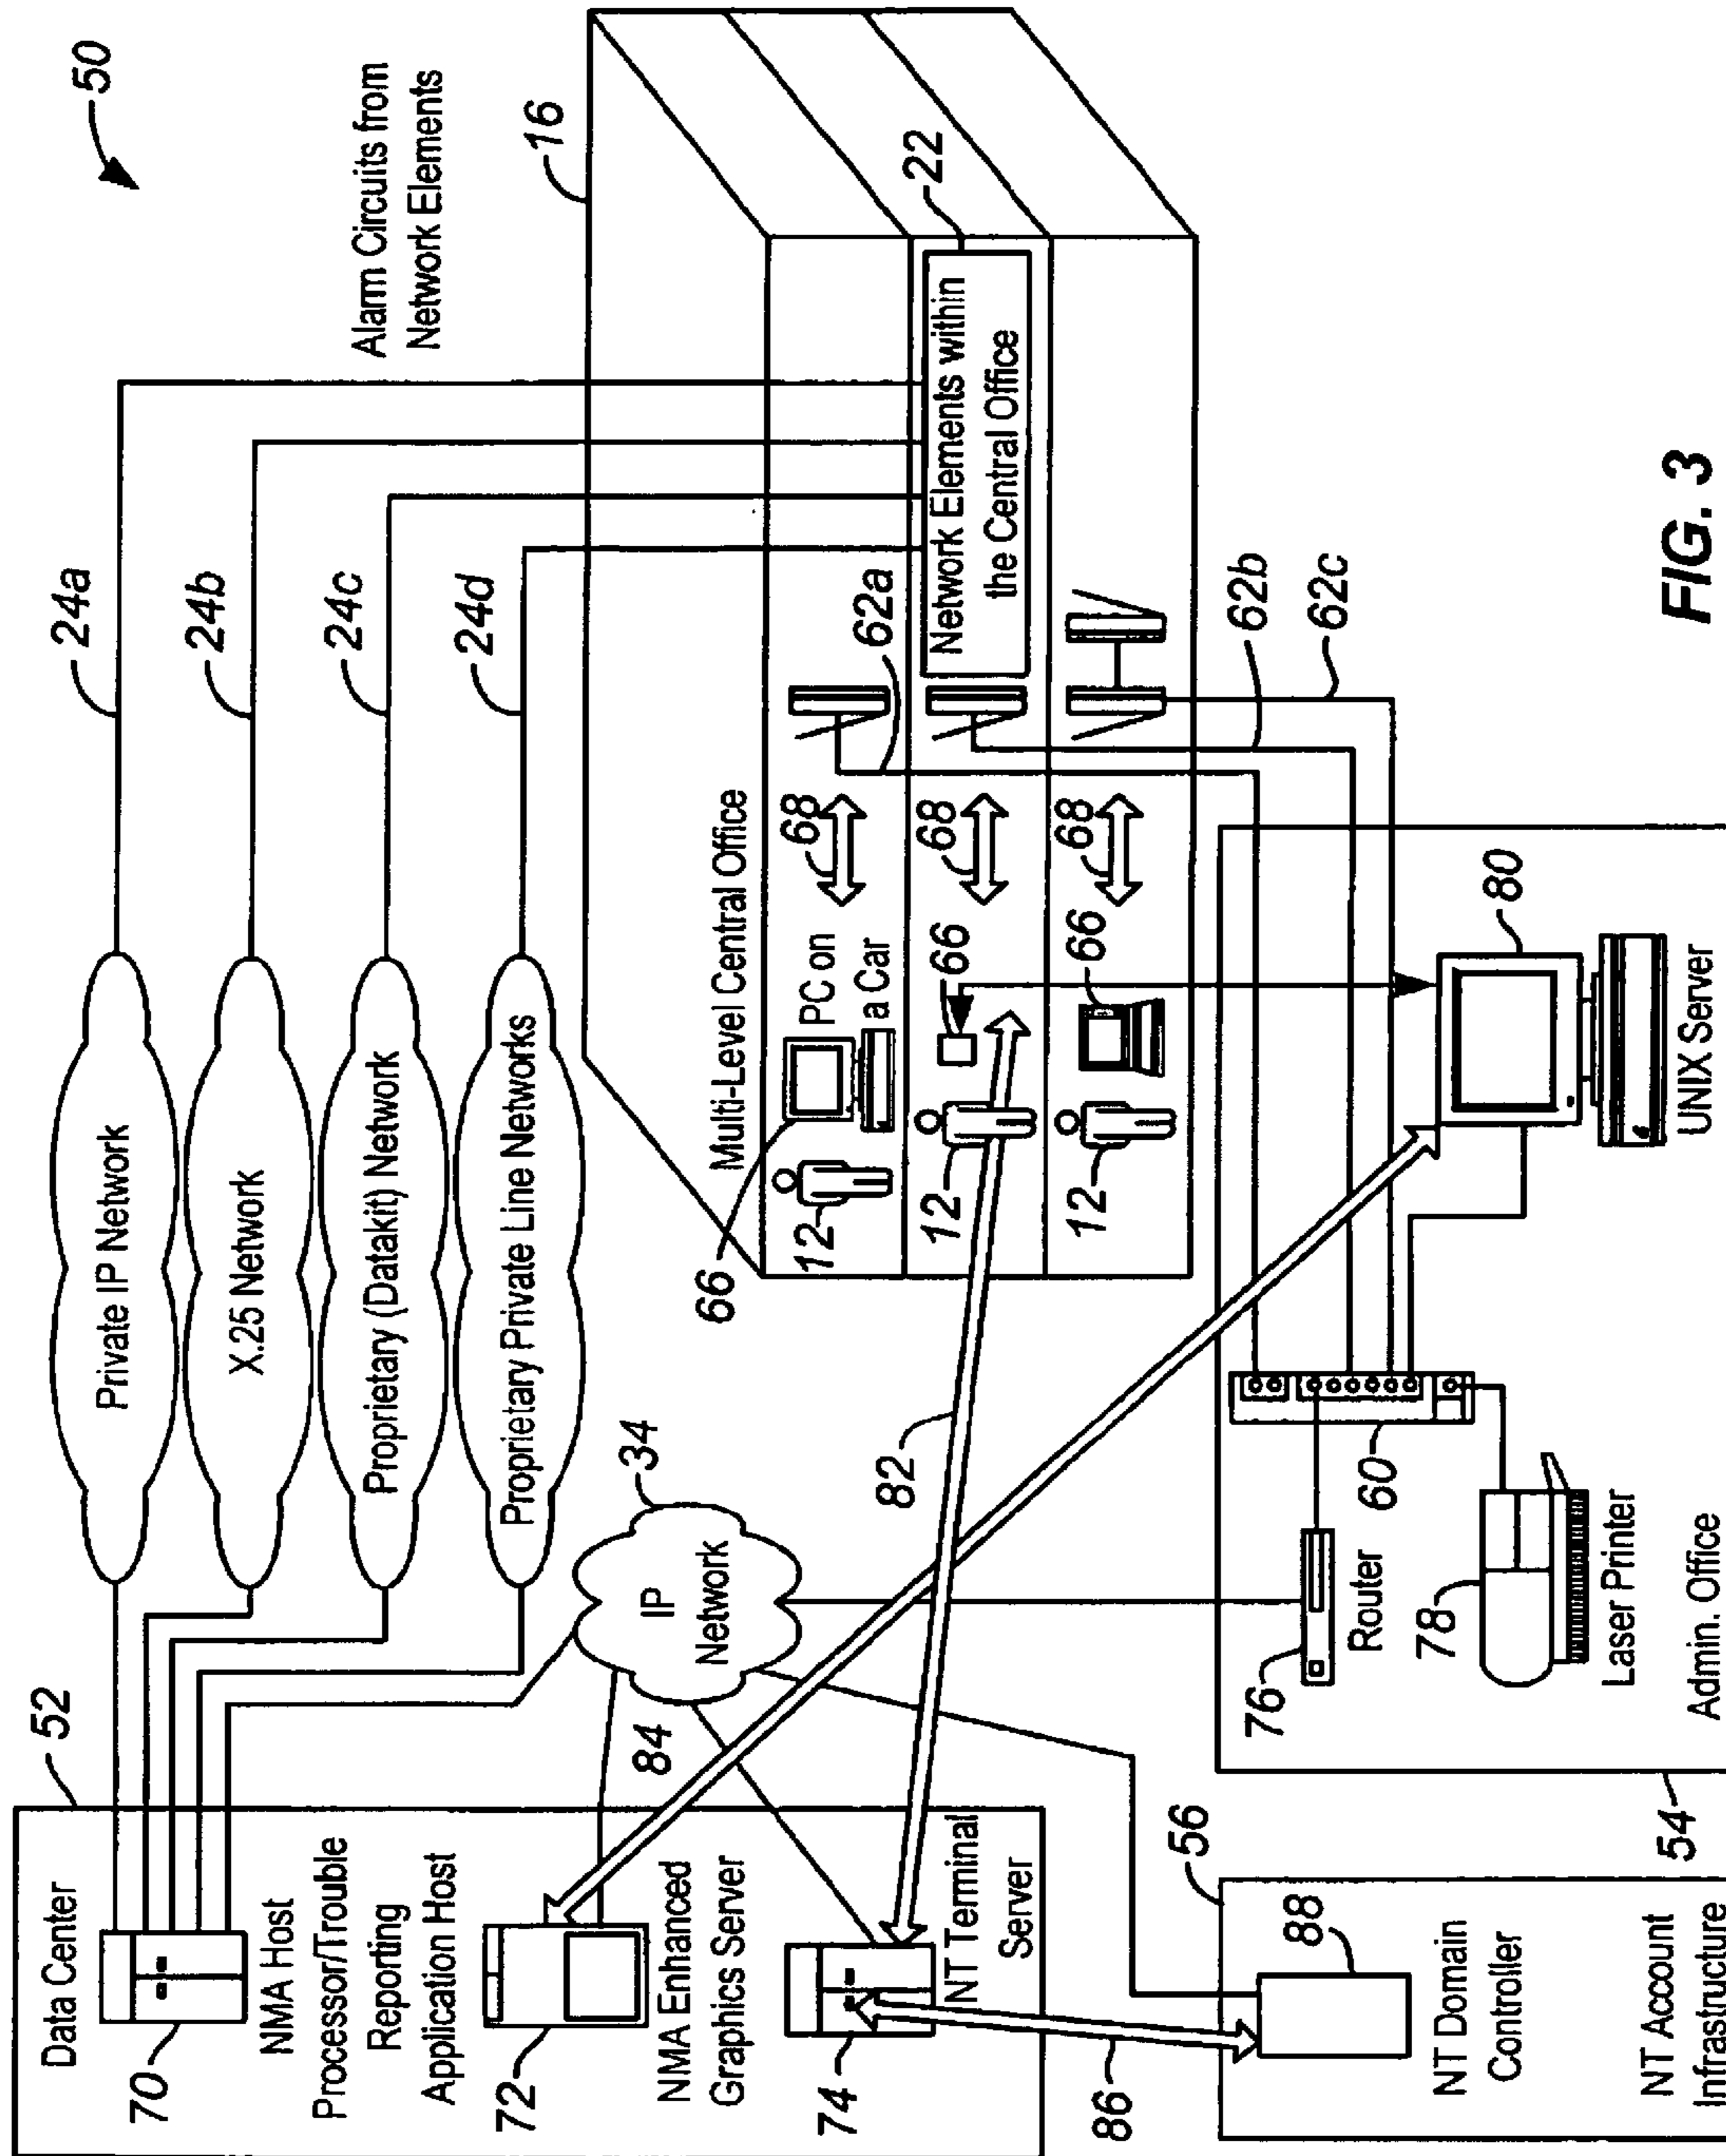 50
Alarm Circuits from
Network Elements
24a
24b
24c
24d
Private IP Network
X.25 Network
Proprietary (Datakit) Network
Proprietary Private Line Networks
16
Multi-Level Central Office
22
Network Elements within
the Central Office
62a
62b
62c
PC on
a Car
66
66
66
68
68
68
12
12
12
52
Data Center
70
NMA Host
Processor/Trouble
Reporting
Application Host
72
NMA Enhanced
Graphics Server
74
NT Terminal
Server
34
IP
Network
82
84
86
56
88
NT Domain
Controller
NT Account
Infrastructure
54
76
Router
60
78
Laser Printer
Admin. Office
80
UNIX Server
FIG. 3